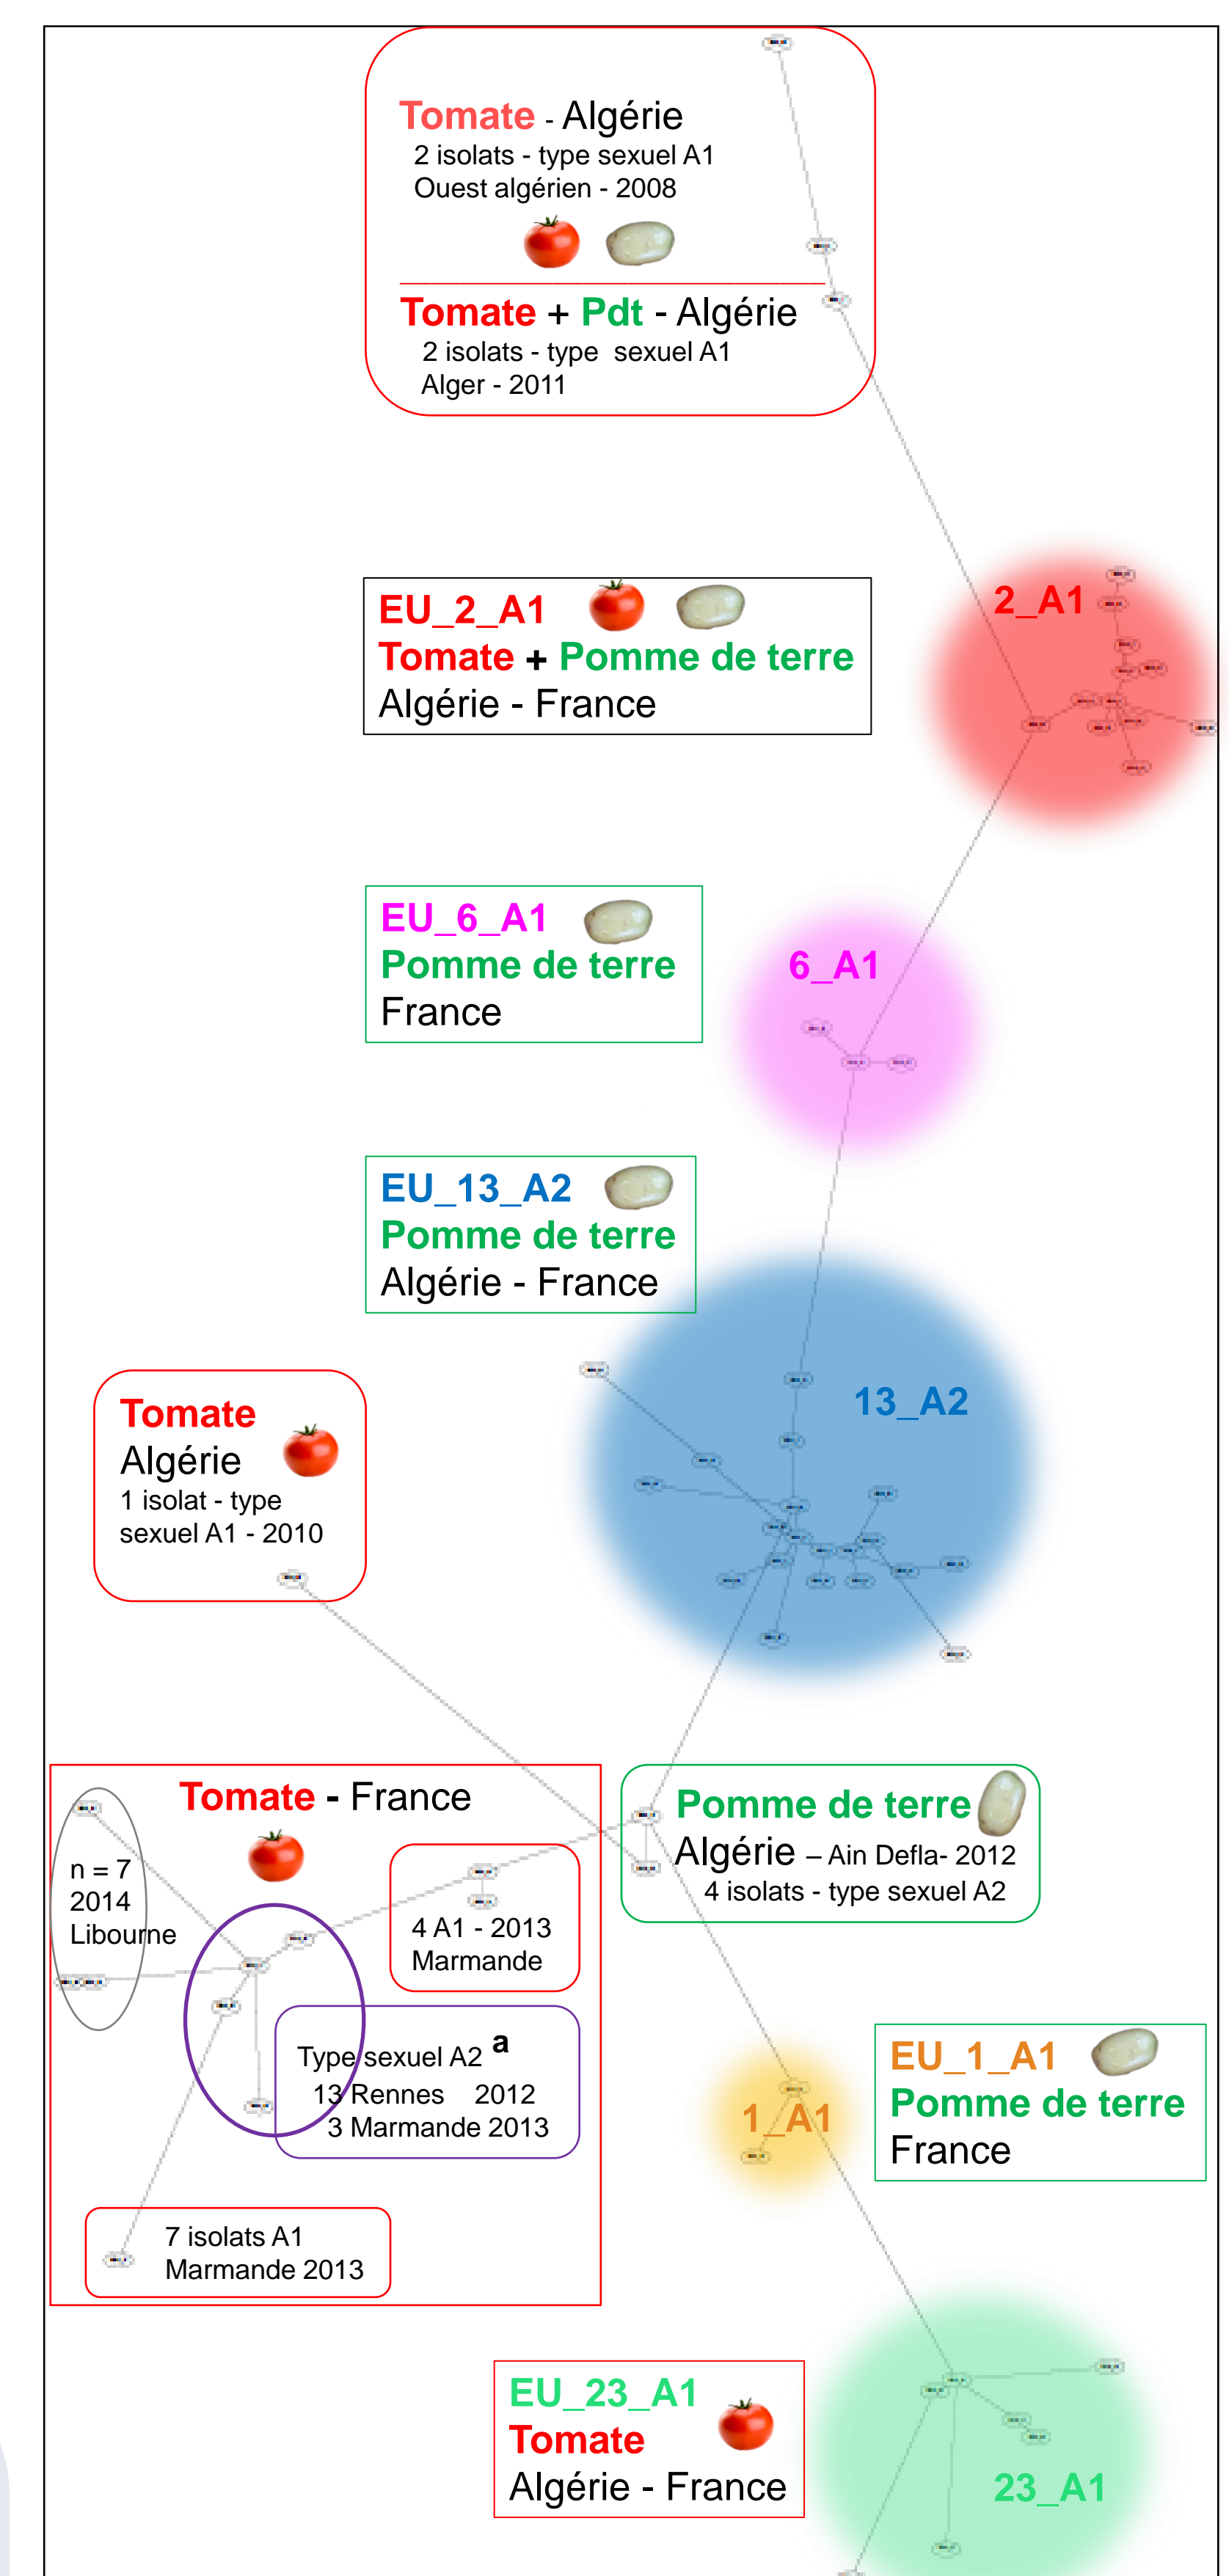 Tomate - Algérie
2 isolats - type sexuel A1
Ouest algérien - 2008
Tomate + Pdt - Algérie
2 isolats - type sexuel A1
Alger - 2011
EU_2_A1
Tomate + Pomme de terre
Algérie - France
2_A1
EU_6_A1
Pomme de terre
France
6_A1
EU_13_A2
Pomme de terre
Algérie - France
13_A2
Tomate
Algérie
1 isolat - type
sexuel A1 - 2010
Tomate - France
n = 7
2014
Libourne
4 A1 - 2013
Marmande
Type sexuel A2 a
13 Rennes 2012
3 Marmande 2013
7 isolats A1
Marmande 2013
Pomme de terre
Algérie – Ain Defla- 2012
4 isolats - type sexuel A2
1_A1
EU_1_A1
Pomme de terre
France
EU_23_A1
Tomate
Algérie - France
23_A1